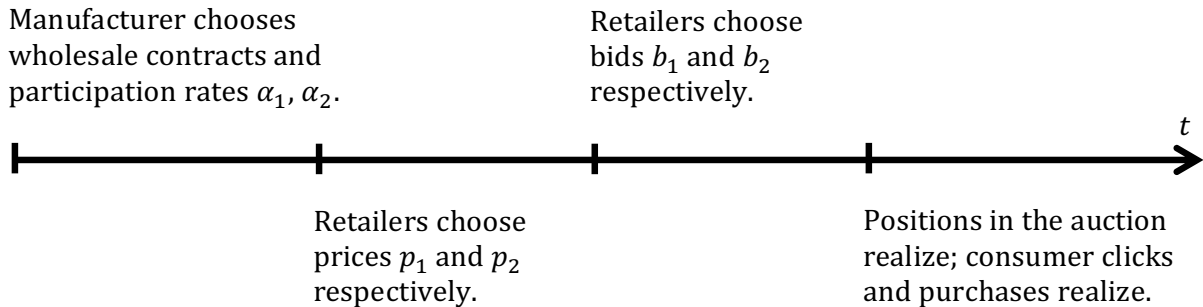 Manufacturer chooses
wholesale contracts and
participation rates α₁, α₂.
Retailers choose
bids b₁ and b₂
respectively.
t
Retailers choose
prices p₁ and p₂
respectively.
Positions in the auction
realize; consumer clicks
and purchases realize.